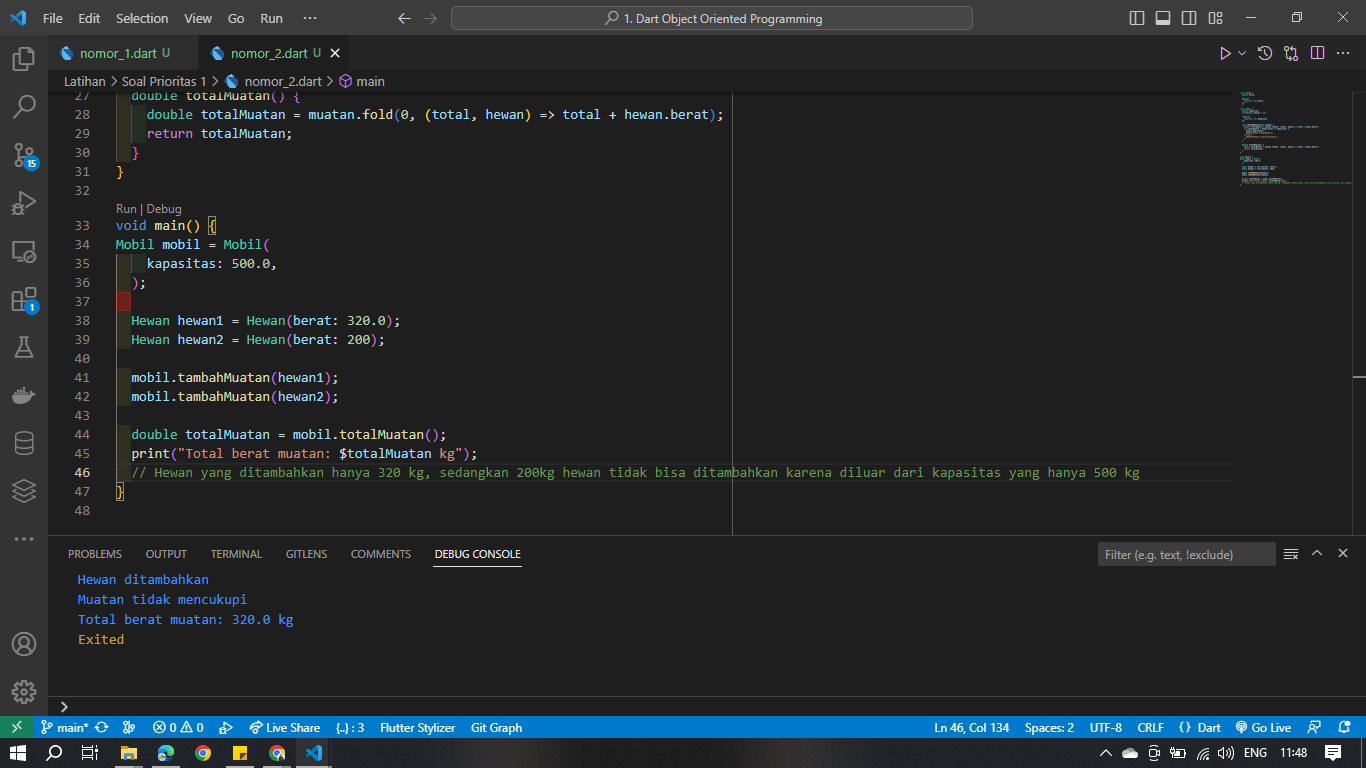 File Edit Selection View Go Run ··· 1. Dart Object Oriented Programming
nomor_1.dart U nomor_2.dart U
Latihan > Soal Prioritas 1 > nomor_2.dart > main
27 double totalMuatan() {
28 double totalMuatan = muatan.fold(0, (total, hewan) => total + hewan.berat);
29 return totalMuatan;
30 }
31 }
32
Run | Debug
33 void main() {
34 Mobil mobil = Mobil(
35 kapasitas: 500.0,
36 );
37
38 Hewan hewan1 = Hewan(berat: 320.0);
39 Hewan hewan2 = Hewan(berat: 200);
40
41 mobil.tambahMuatan(hewan1);
42 mobil.tambahMuatan(hewan2);
43
44 double totalMuatan = mobil.totalMuatan();
45 print("Total berat muatan: $totalMuatan kg");
46 // Hewan yang ditambahkan hanya 320 kg, sedangkan 200kg hewan tidak bisa ditambahkan karena diluar dari kapasitas yang hanya 500 kg
47 }
48
15
1
PROBLEMS OUTPUT TERMINAL GITLENS COMMENTS DEBUG CONSOLE Filter (e.g. text, !exclude)
Hewan ditambahkan
Muatan tidak mencukupi
Total berat muatan: 320.0 kg
Exited
>
main* 0 0 Live Share {..} : 3 Flutter Stylizer Git Graph Ln 46, Col 134 Spaces: 2 UTF-8 CRLF { } Dart Go Live
ENG 11:48